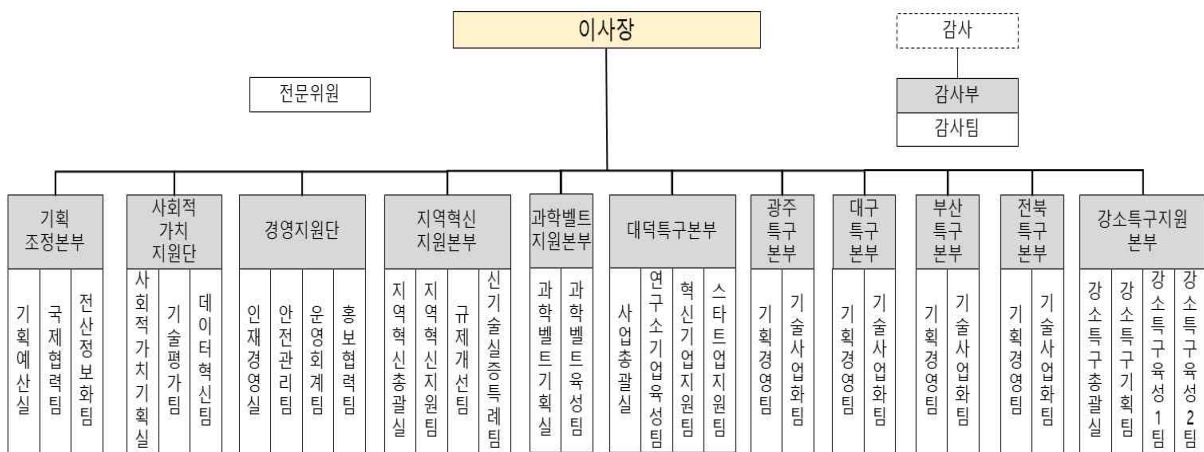 이사장
감사
전문위원
감사부
감사팀
기획
조정본부
사회적
가치
지원단
경영지원단
지역혁신
지원본부
과학벨트
지원본부
대덕특구본부
광주
특구
본부
대구
특구
본부
부산
특구
본부
전북
특구
본부
강소특구지원
본부
기획예산실
국제협력팀
전산정보화팀
사회적가치기획실
기술평가팀
데이터혁신팀
인재경영실
안전관리팀
운영회계팀
홍보협력팀
지역혁신총괄실
지역혁신지원팀
규제개선팀
신기술실증특례팀
과학벨트기획실
과학벨트육성팀
사업총괄실
연구소기업육성팀
혁신기업지원팀
스타트업지원팀
기획경영팀
기술사업화팀
기획경영팀
기술사업화팀
기획경영팀
기술사업화팀
기획경영팀
기술사업화팀
강소특구총괄실
강소특구기획팀
강소특구육성1팀
강소특구육성2팀